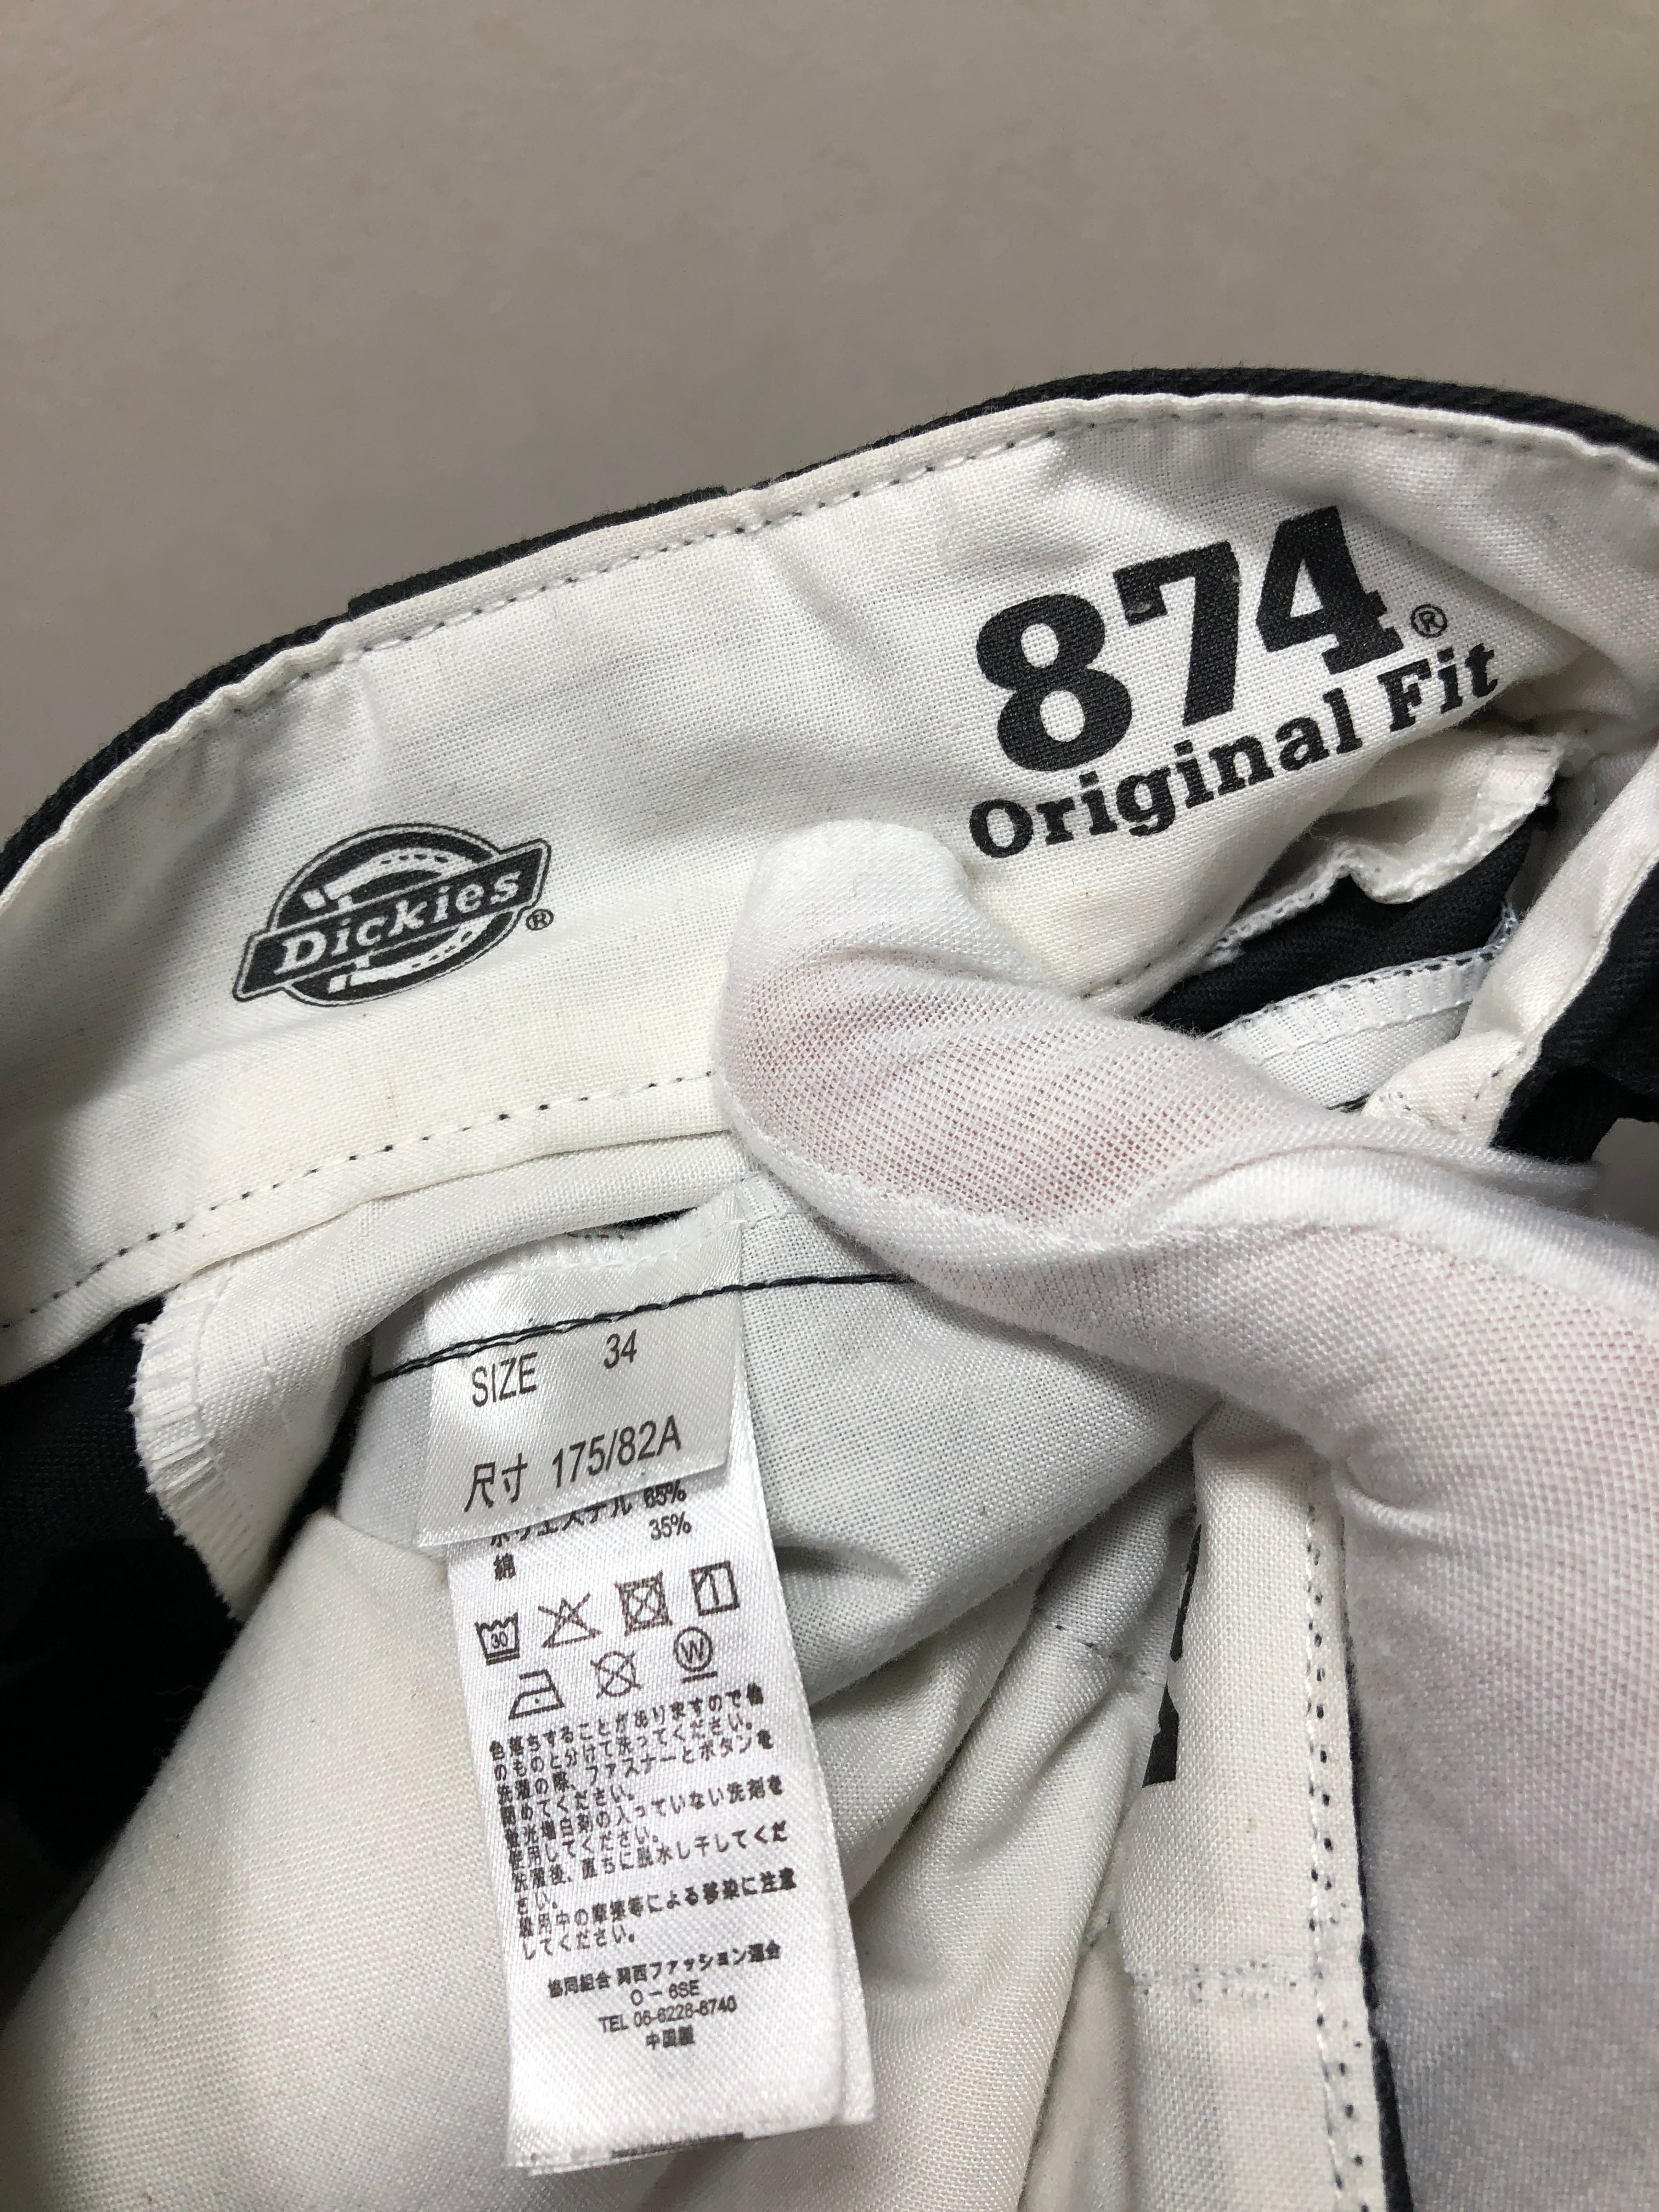 874®
Original Fit
Dickies®
SIZE 34
尺寸 175/82A
ポリエステル 65%
綿 35%
30
W
色落ちすることがありますので他
のものと分けて洗ってください。
洗濯の際、ファスナーとボタンを
閉めてください。
蛍光増白剤の入っていない洗剤を
使用してください。
洗濯後、直ちに脱水し干してくだ
さい。
着用中の摩擦等による移染に注意
してください。
協同組合 関西ファッション連合
O-6SE
TEL 06-6228-6740
中国製